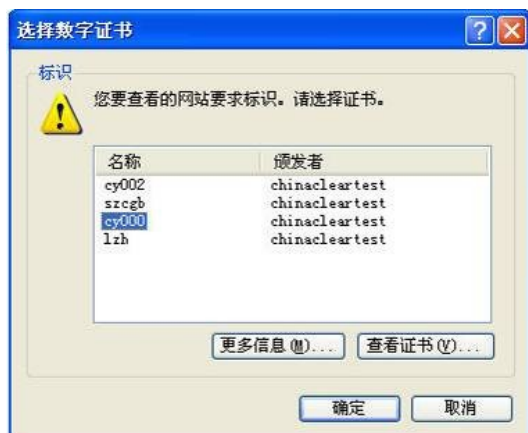 选择数字证书
标识
您要查看的网站要求标识。请选择证书。
名称 颁发者
cy002 chinacleartest
szcgb chinacleartest
cy000 chinacleartest
lzh chinacleartest
更多信息(M)... 查看证书(V)...
确定 取消